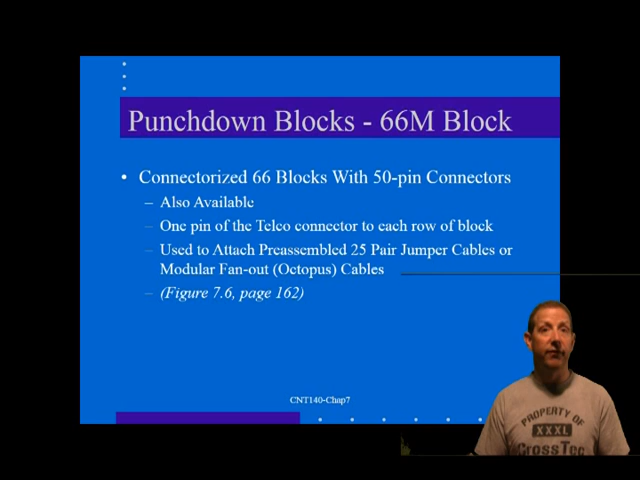 Punchdown Blocks - 66M Block
• Connectorized 66 Blocks With 50-pin Connectors
– Also Available
– One pin of the Telco connector to each row of block
– Used to Attach Preassembled 25 Pair Jumper Cables or
Modular Fan-out (Octopus) Cables
– (Figure 7.6, page 162)
CNT140-Chap7
PROPERTY OF
XXXL
CrossTec